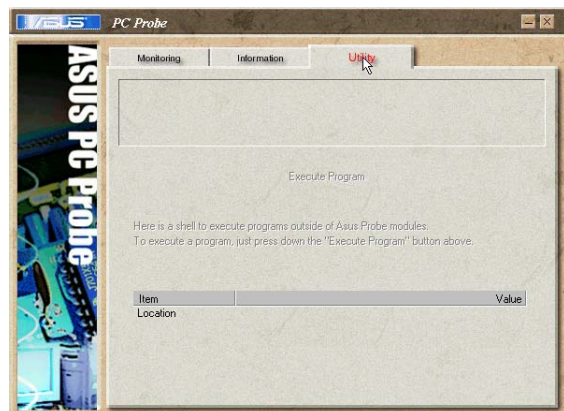 ASUS PC Probe
Monitoring Information Utility
ASUS PC Probe
Execute Program
Here is a shell to execute programs outside of Asus Probe modules.
To execute a program, just press down the "Execute Program" button above.
Item Value
Location